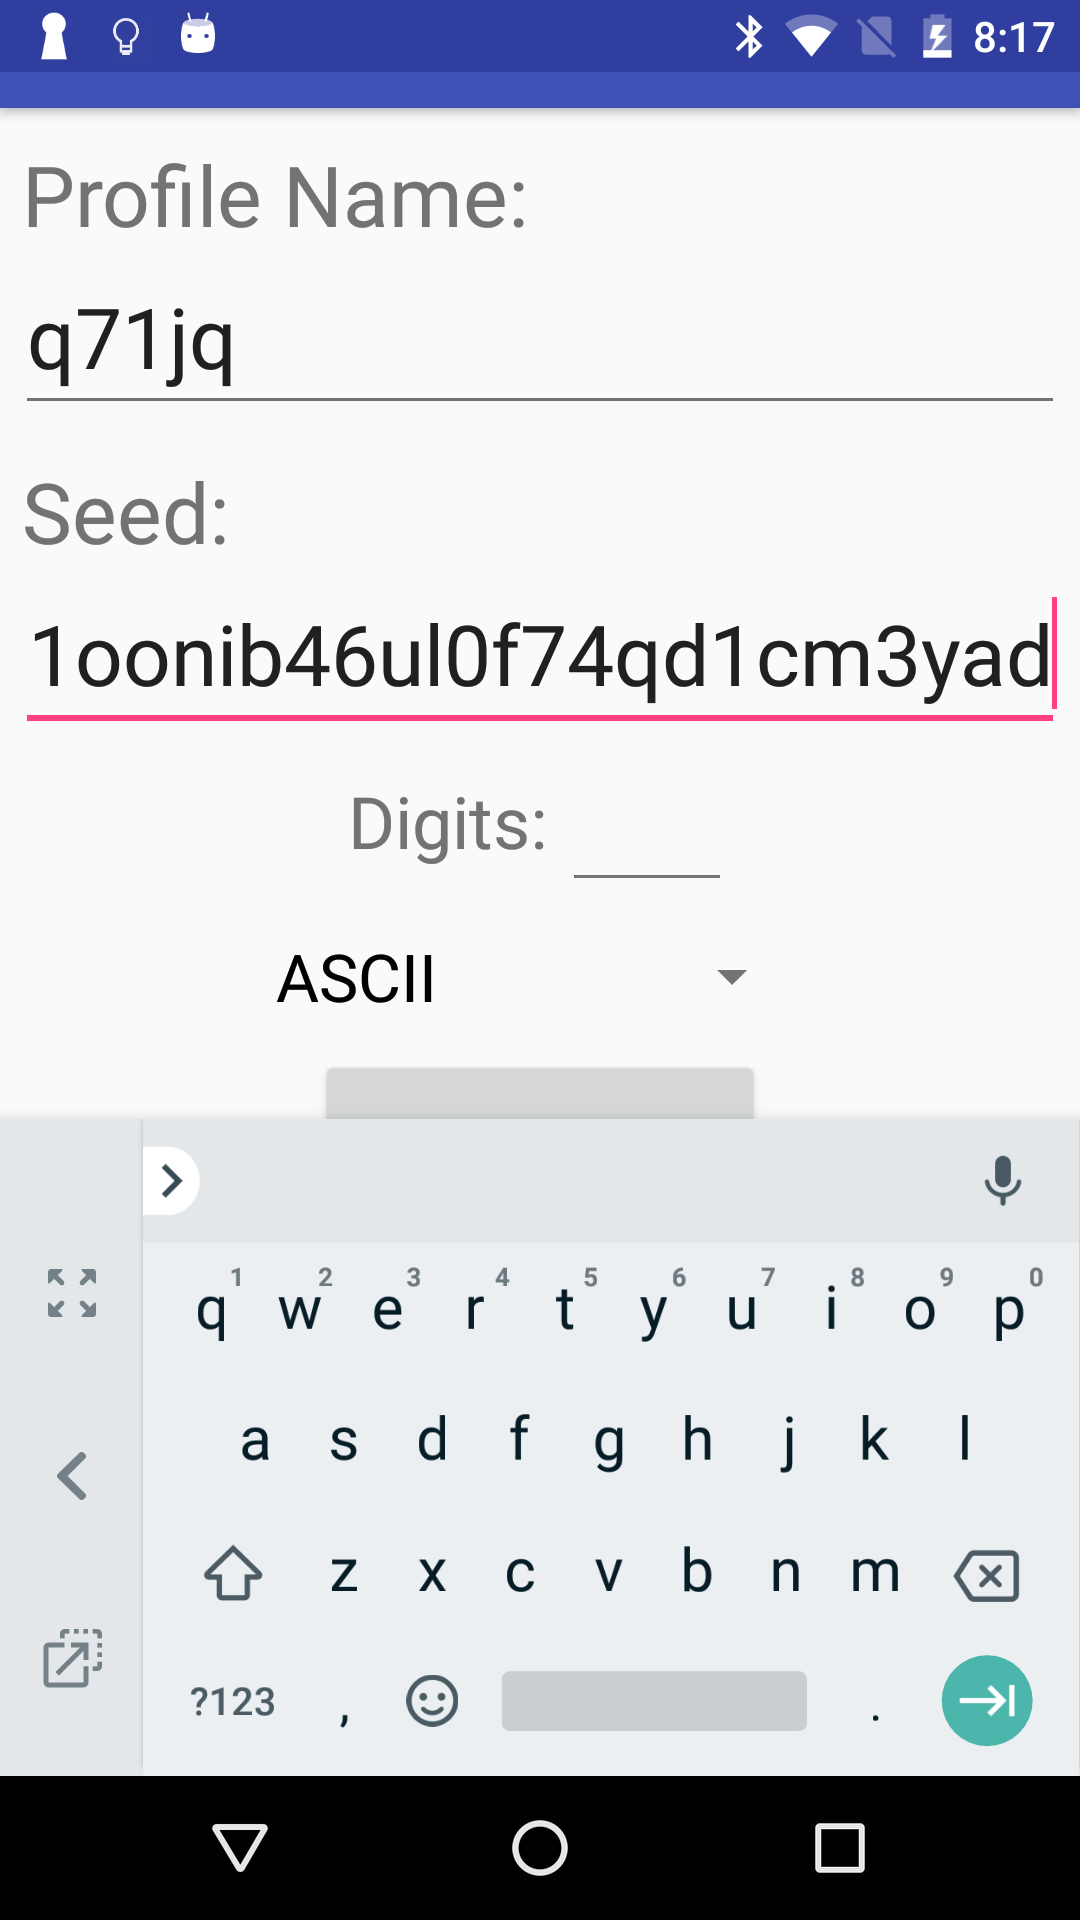 8:17
Profile Name:
q71jq
Seed:
1oonib46ul0f74qd1cm3yad
Digits:
ASCII
q 1 w 2 e 3 r 4 t 5 y 6 u 7 i 8 o 9 p 0
a s d f g h j k l
z x c v b n m
?123 , .